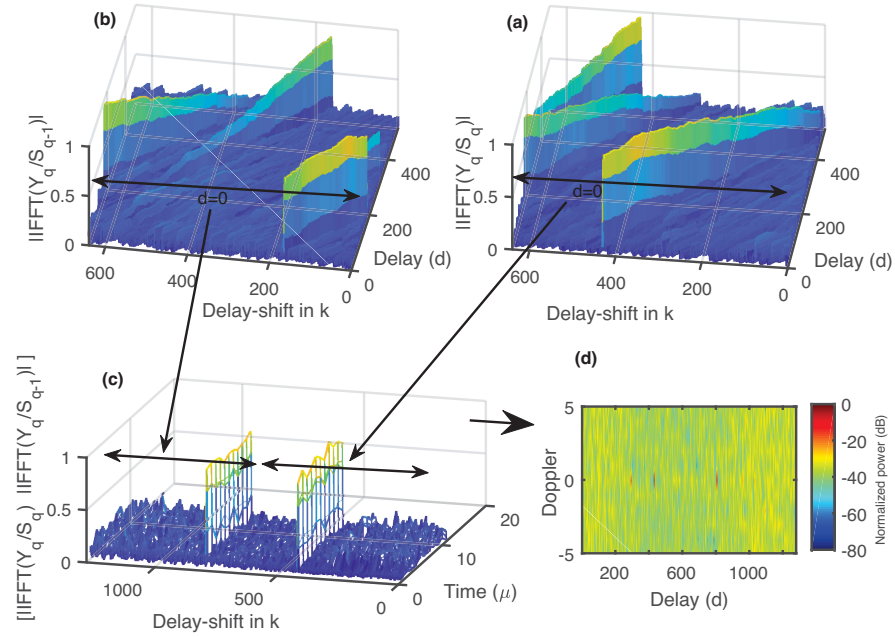 (b)
||IFFT(Y_q/S_{q-1})|
1
0.5
0
d=0
600
400
200
0
Delay-shift in k
0
200
400
Delay (d)
(a)
||IFFT(Y_q/S_q)|
1
0.5
0
d=0
600
400
200
0
Delay-shift in k
0
200
400
Delay (d)
(c)
[||IFFT(Y_q/S_q) ||IFFT(Y_q/S_{q-1})| ]
1
0.5
0
1000
500
0
Delay-shift in k
0
10
20
Time (μ)
(d)
Doppler
5
0
-5
200
600
1000
Delay (d)
0
-20
-40
-60
-80
Normalized power (dB)